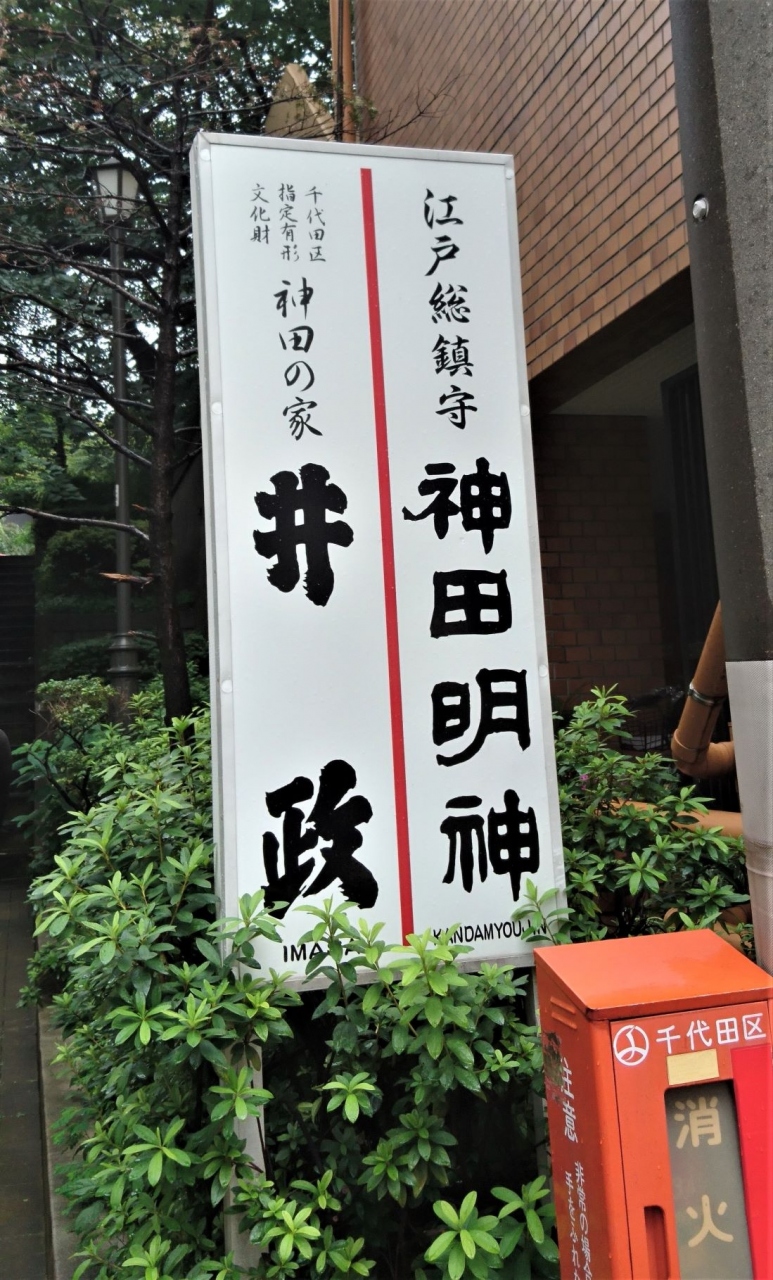 江戸総鎮守
神田明神
KANDAMYOUJIN
千代田区
指定有形
文化財
神田の家
井政
千代田区
消火
注意